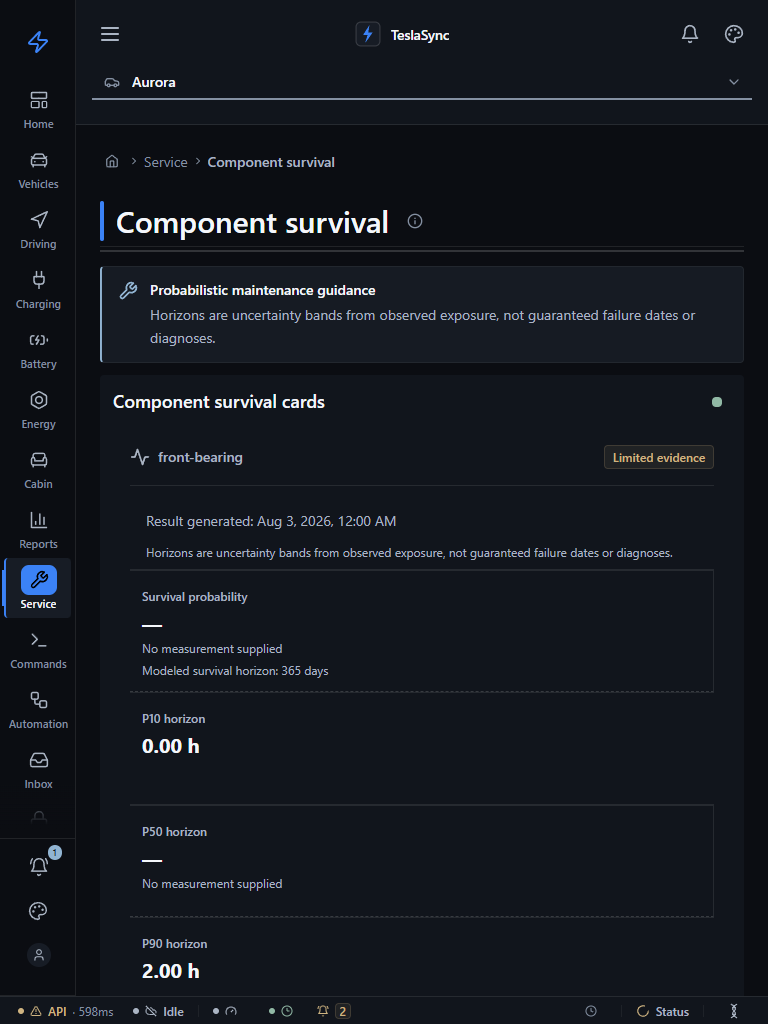 TeslaSync
Aurora
Home
Vehicles
Driving
Charging
Battery
Energy
Cabin
Reports
Service
Commands
Automation
Inbox
1
Service
Component survival
Component survival
Probabilistic maintenance guidance
Horizons are uncertainty bands from observed exposure, not guaranteed failure dates or
diagnoses.
Component survival cards
front-bearing
Limited evidence
Result generated: Aug 3, 2026, 12:00 AM
Horizons are uncertainty bands from observed exposure, not guaranteed failure dates or diagnoses.
Survival probability
—
No measurement supplied
Modeled survival horizon: 365 days
P10 horizon
0.00 h
P50 horizon
—
No measurement supplied
P90 horizon
2.00 h
API · 598ms
Idle
2
Status